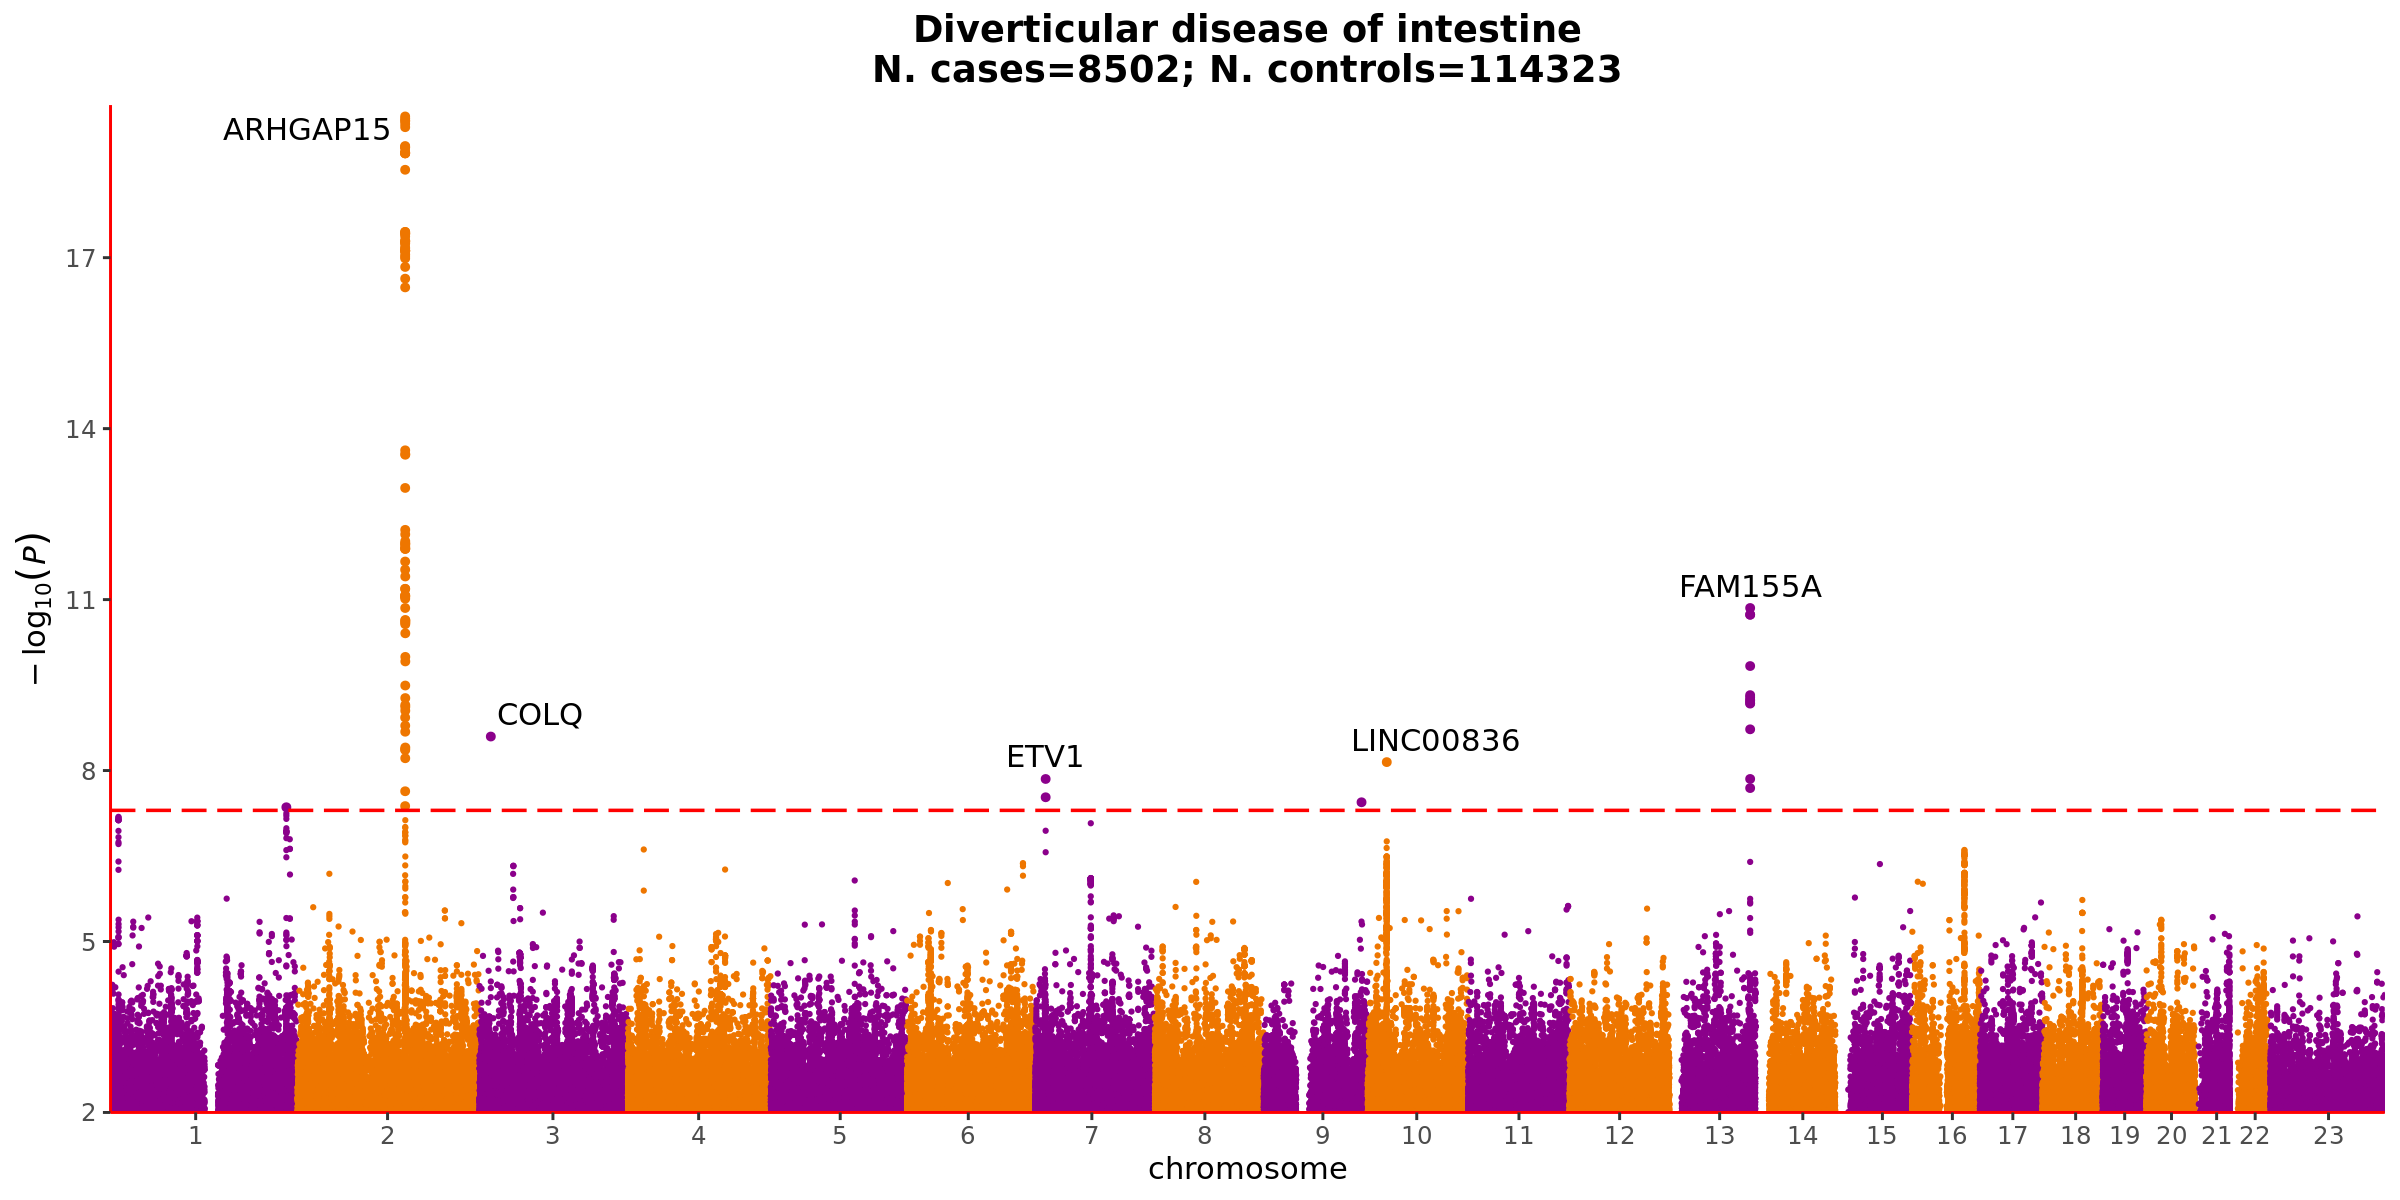 Diverticular disease of intestine
N. cases=8502; N. controls=114323
ARHGAP15
17
14
11
FAM155A
COLQ
LINC00836
ETV1
8
5
2
− log10(P)
1 2 3 4 5 6 7 8 9 10 11 12 13 14 15 16 17 18 19 20 21 22 23
chromosome